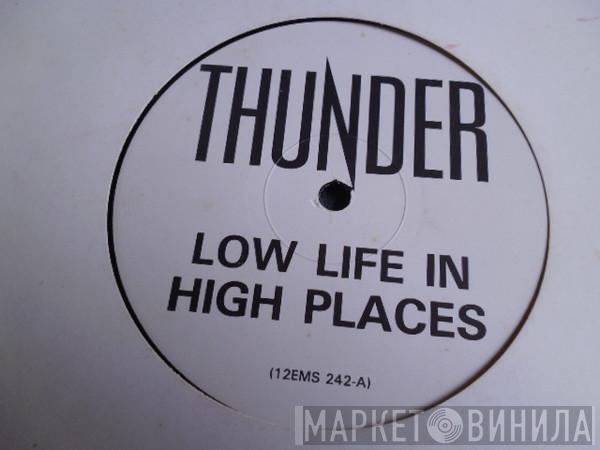 THUNDER
LOW LIFE IN
HIGH PLACES
(12EMS 242-A)
МАРКЕТ ВИНИЛА